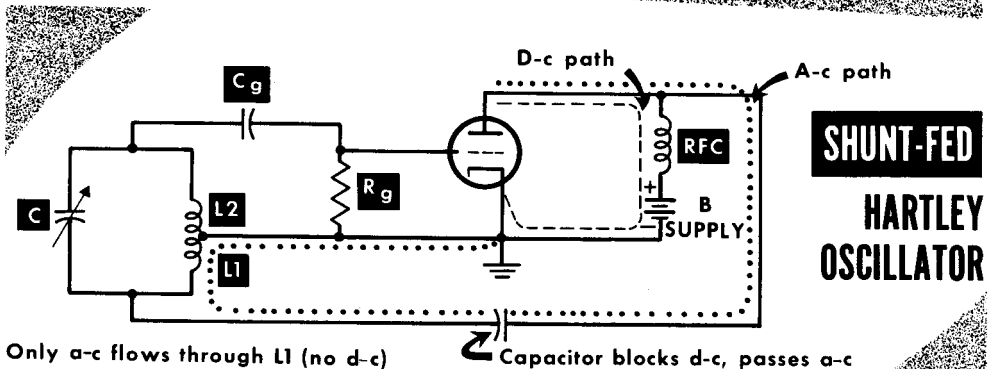 D-c path
A-c path
Cg
RFC
SHUNT-FED
HARTLEY
OSCILLATOR
C
L2
Rg
+
B
− SUPPLY
L1
Only a-c flows through L1 (no d-c)
Capacitor blocks d-c, passes a-c